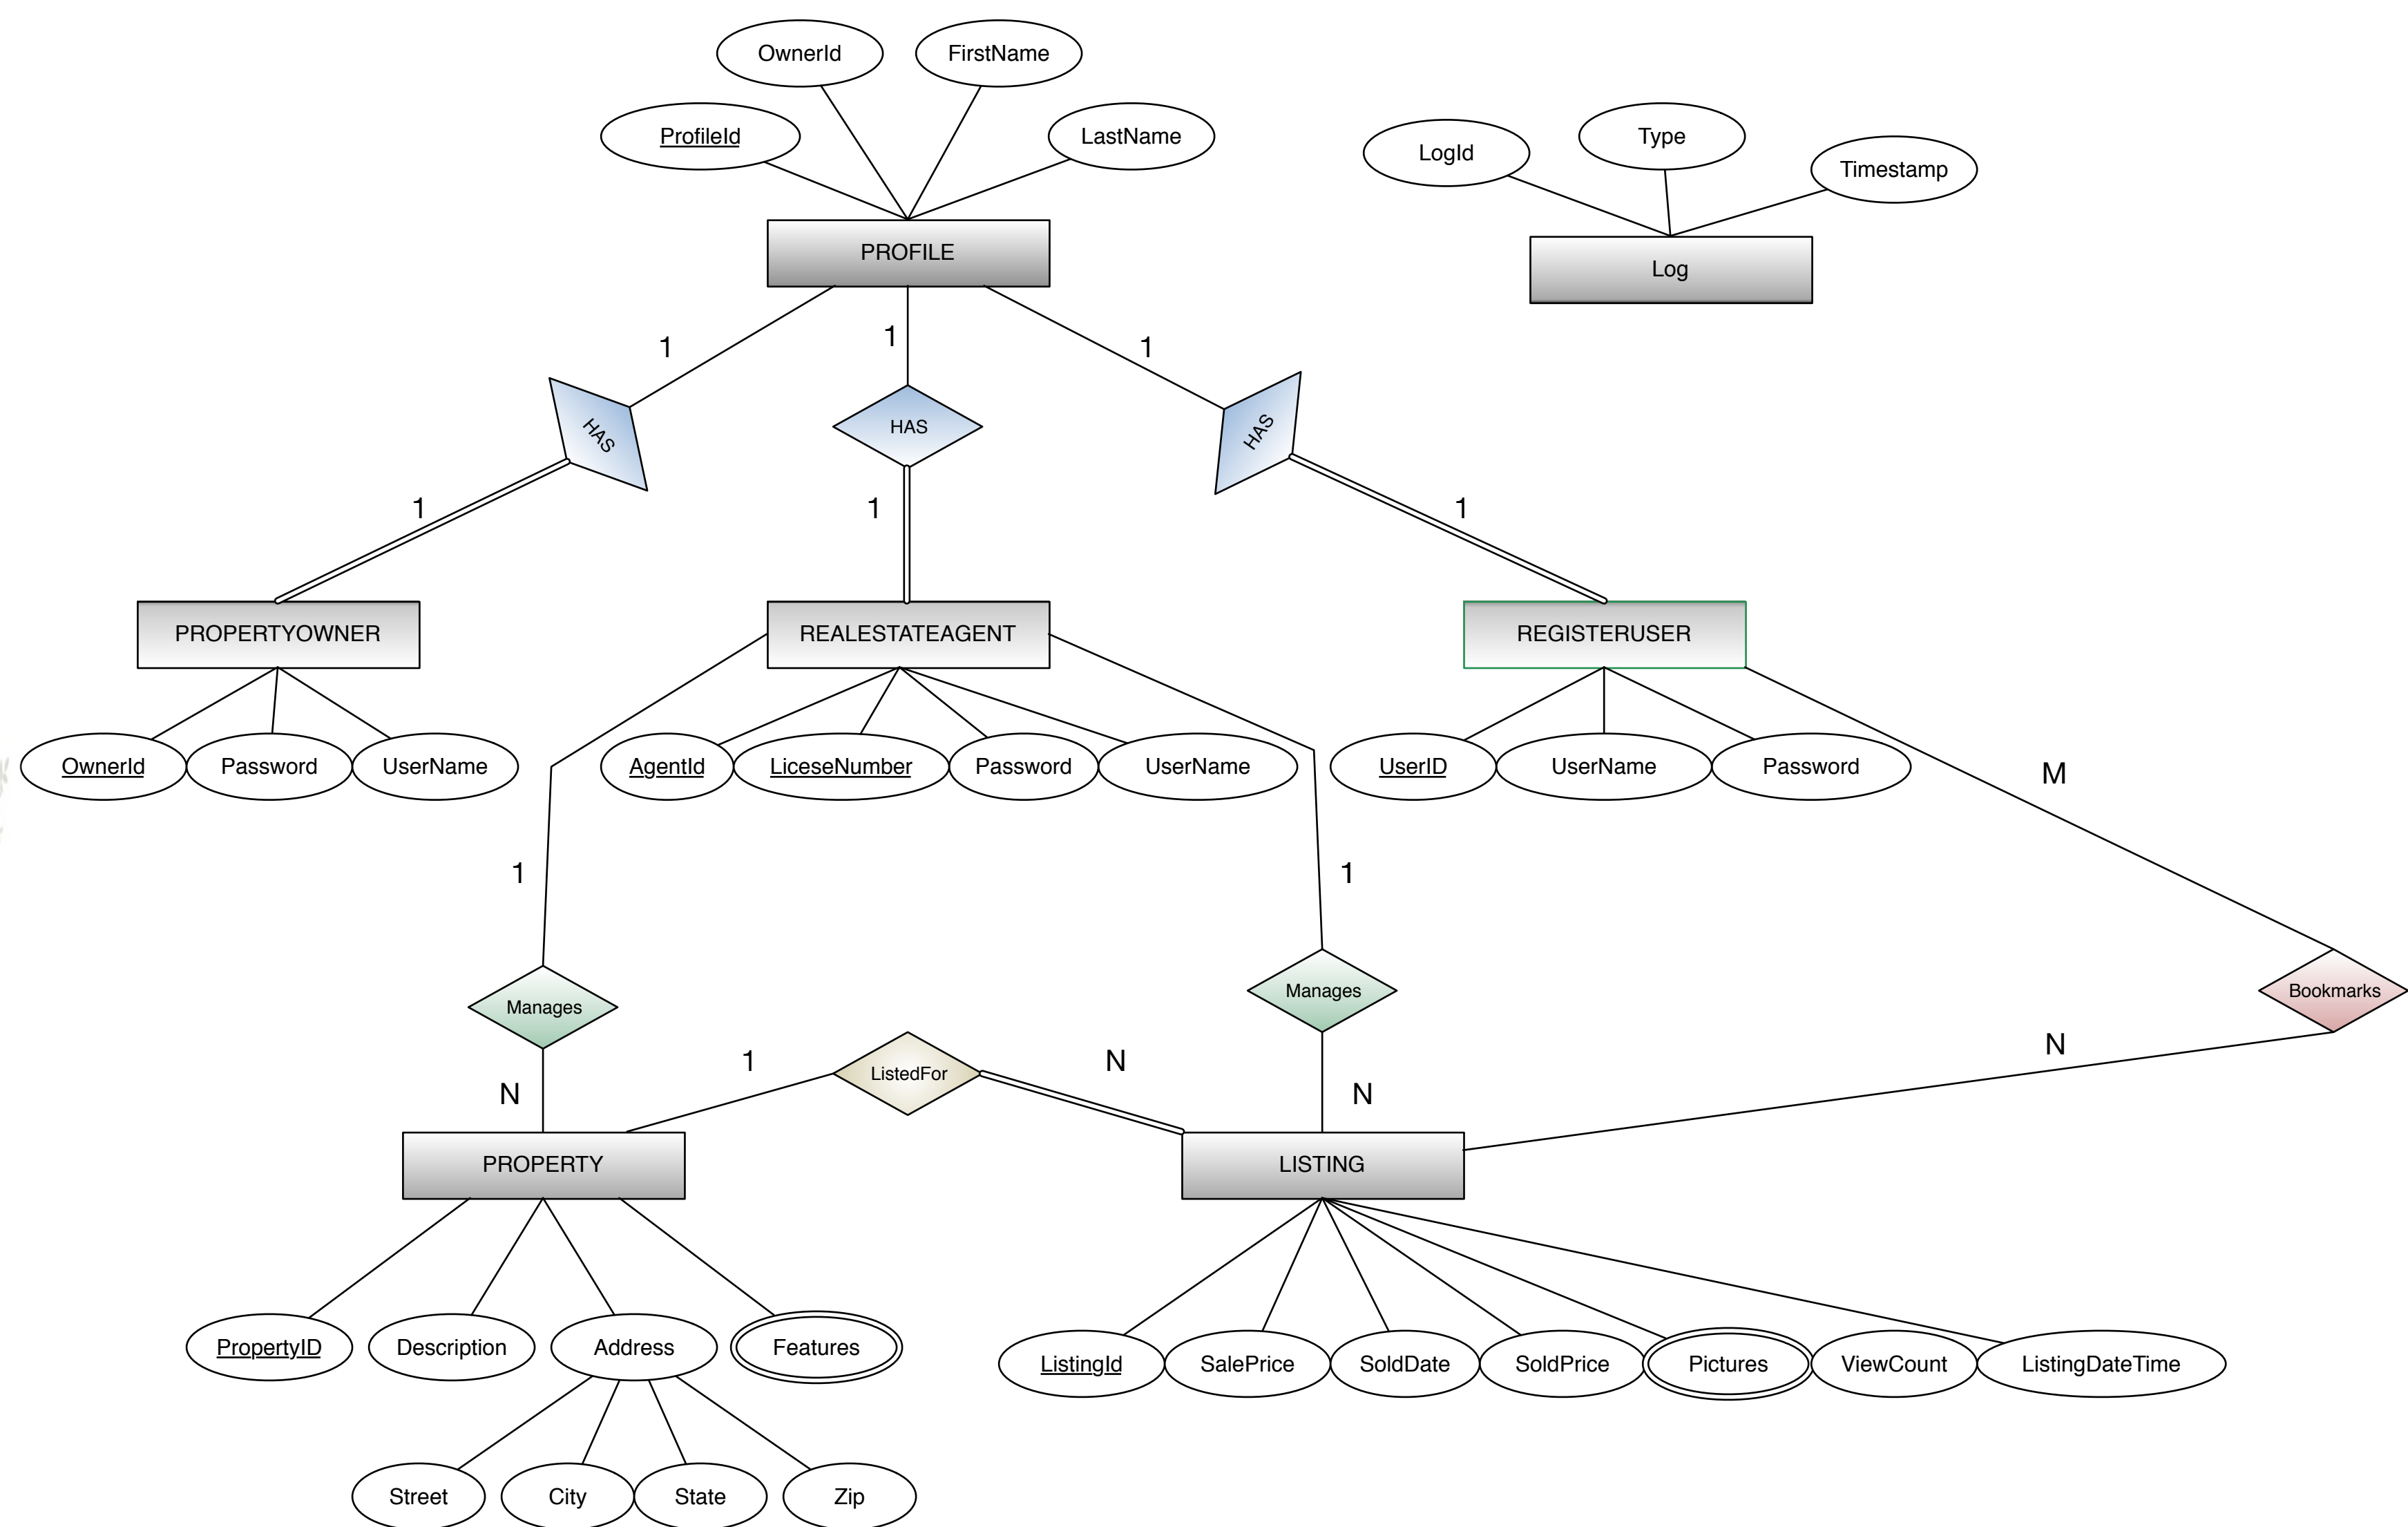 OwnerId
FirstName
ProfileId
LastName
LogId
Type
Timestamp
PROFILE
Log
1
1
1
HAS
HAS
HAS
1
1
1
PROPERTYOWNER
REALESTATEAGENT
REGISTERUSER
OwnerId
Password
UserName
AgentId
LiceseNumber
Password
UserName
UserID
UserName
Password
M
1
1
Manages
Manages
Bookmarks
1
ListedFor
N
N
N
N
PROPERTY
LISTING
PropertyID
Description
Address
Features
ListingId
SalePrice
SoldDate
SoldPrice
Pictures
ViewCount
ListingDateTime
Street
City
State
Zip